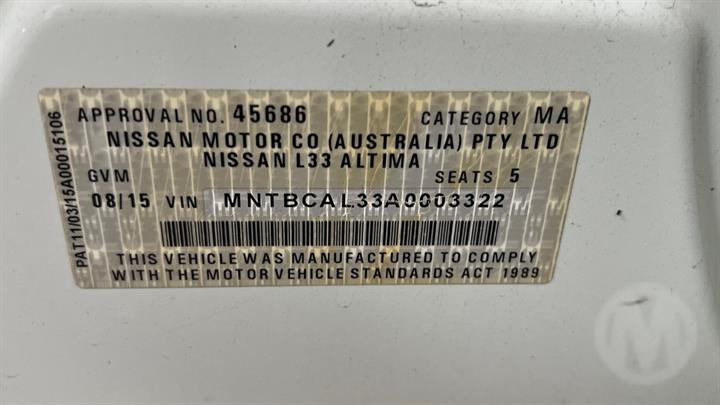 APPROVAL NO. 45686 CATEGORY MA
NISSAN MOTOR CO (AUSTRALIA) PTY LTD
NISSAN L33 ALTIMA
GVM SEATS 5
08/15 VIN MNTBCAL33A0003322
THIS VEHICLE WAS MANUFACTURED TO COMPLY
WITH THE MOTOR VEHICLE STANDARDS ACT 1989
PAT11/03/15A00015106
M